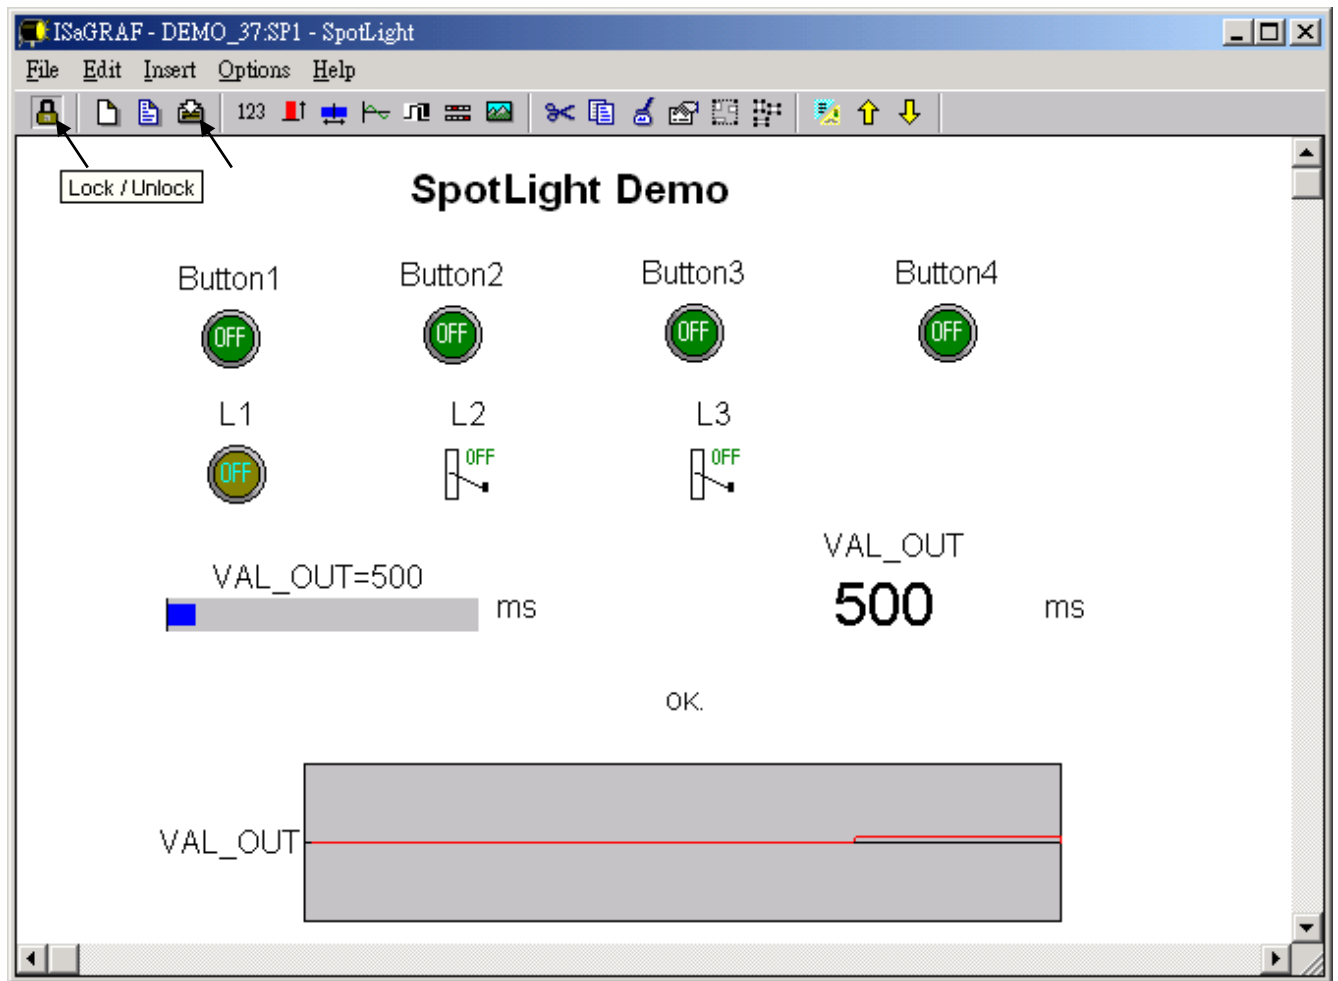 ISaGRAF - DEMO_37:SP1 - SpotLight
File Edit Insert Options Help
123
Lock / Unlock
SpotLight Demo
Button1 Button2 Button3 Button4
OFF OFF OFF OFF
L1 L2 L3
OFF OFF OFF
VAL_OUT
VAL_OUT=500
500 ms
ms
OK.
VAL_OUT